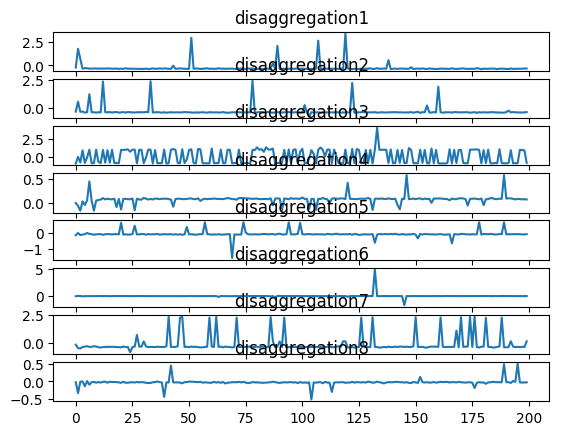 disaggregation1
2.5
0.0
disaggregation2
2.5
0.0
disaggregation3
2.5
0.0
disaggregation4
0.5
0.0
disaggregation5
0
−1
disaggregation6
5
0
disaggregation7
2.5
0.0
disaggregation8
0.5
0.0
−0.5
0 25 50 75 100 125 150 175 200